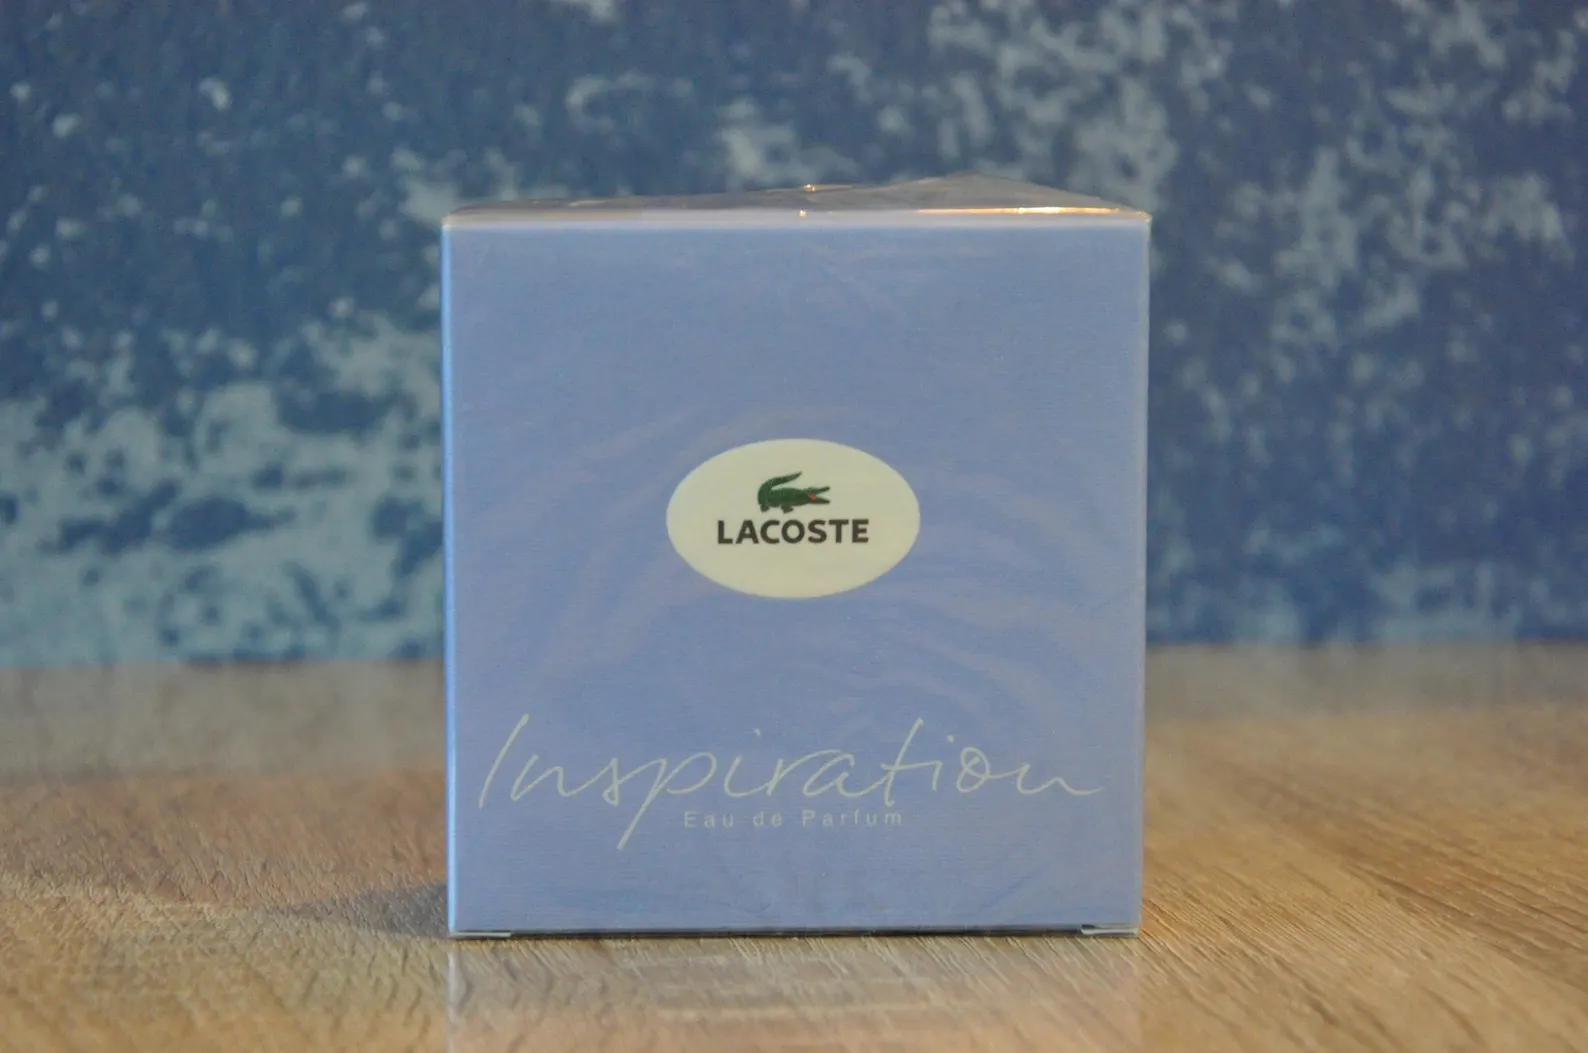 LACOSTE
Inspiration
Eau de Parfum